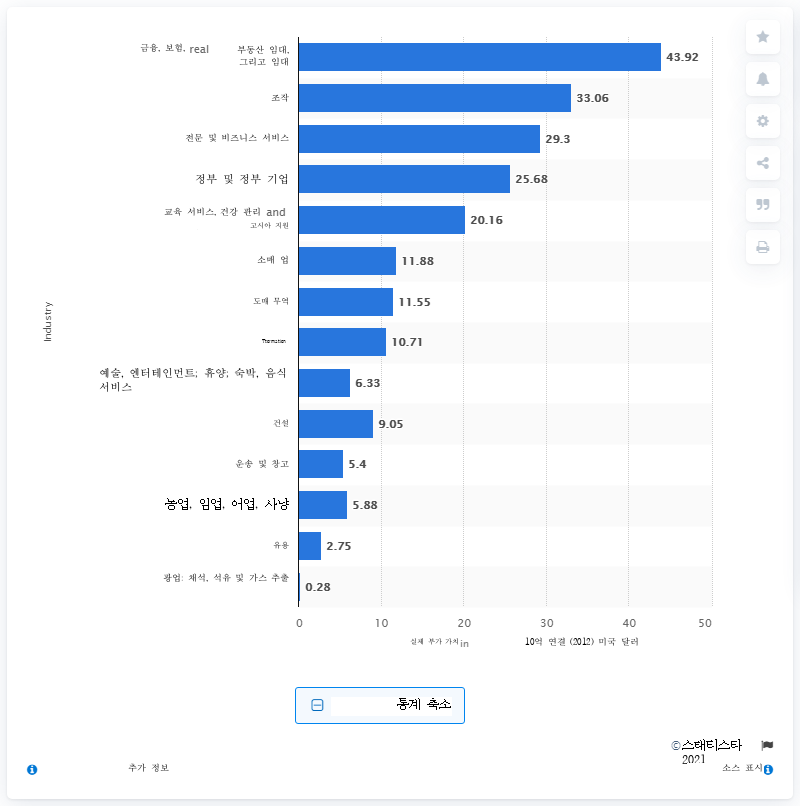 금융, 보험, real 부동산 임대,
그리고 임대
43.92
조작
33.06
전문 및 비즈니스 서비스
29.3
정부 및 정부 기업
25.68
교육 서비스, 건강 관리 and
고시아 지원
20.16
소매 업
11.88
도매 무역
11.55
10.71
예술, 엔터테인먼트; 휴양; 숙박, 음식
서비스
6.33
건설
9.05
운송 및 창고
5.4
농업, 임업, 어업, 사냥
5.88
유용
2.75
광업: 채석, 석유 및 가스 추출
0.28
Industry
0 10 20 30 40 50
실제 부가 가치 in 10억 연결 (2012) 미국 달러
통계 축소
©스태티스타
2021
추가 정보
소스 표시